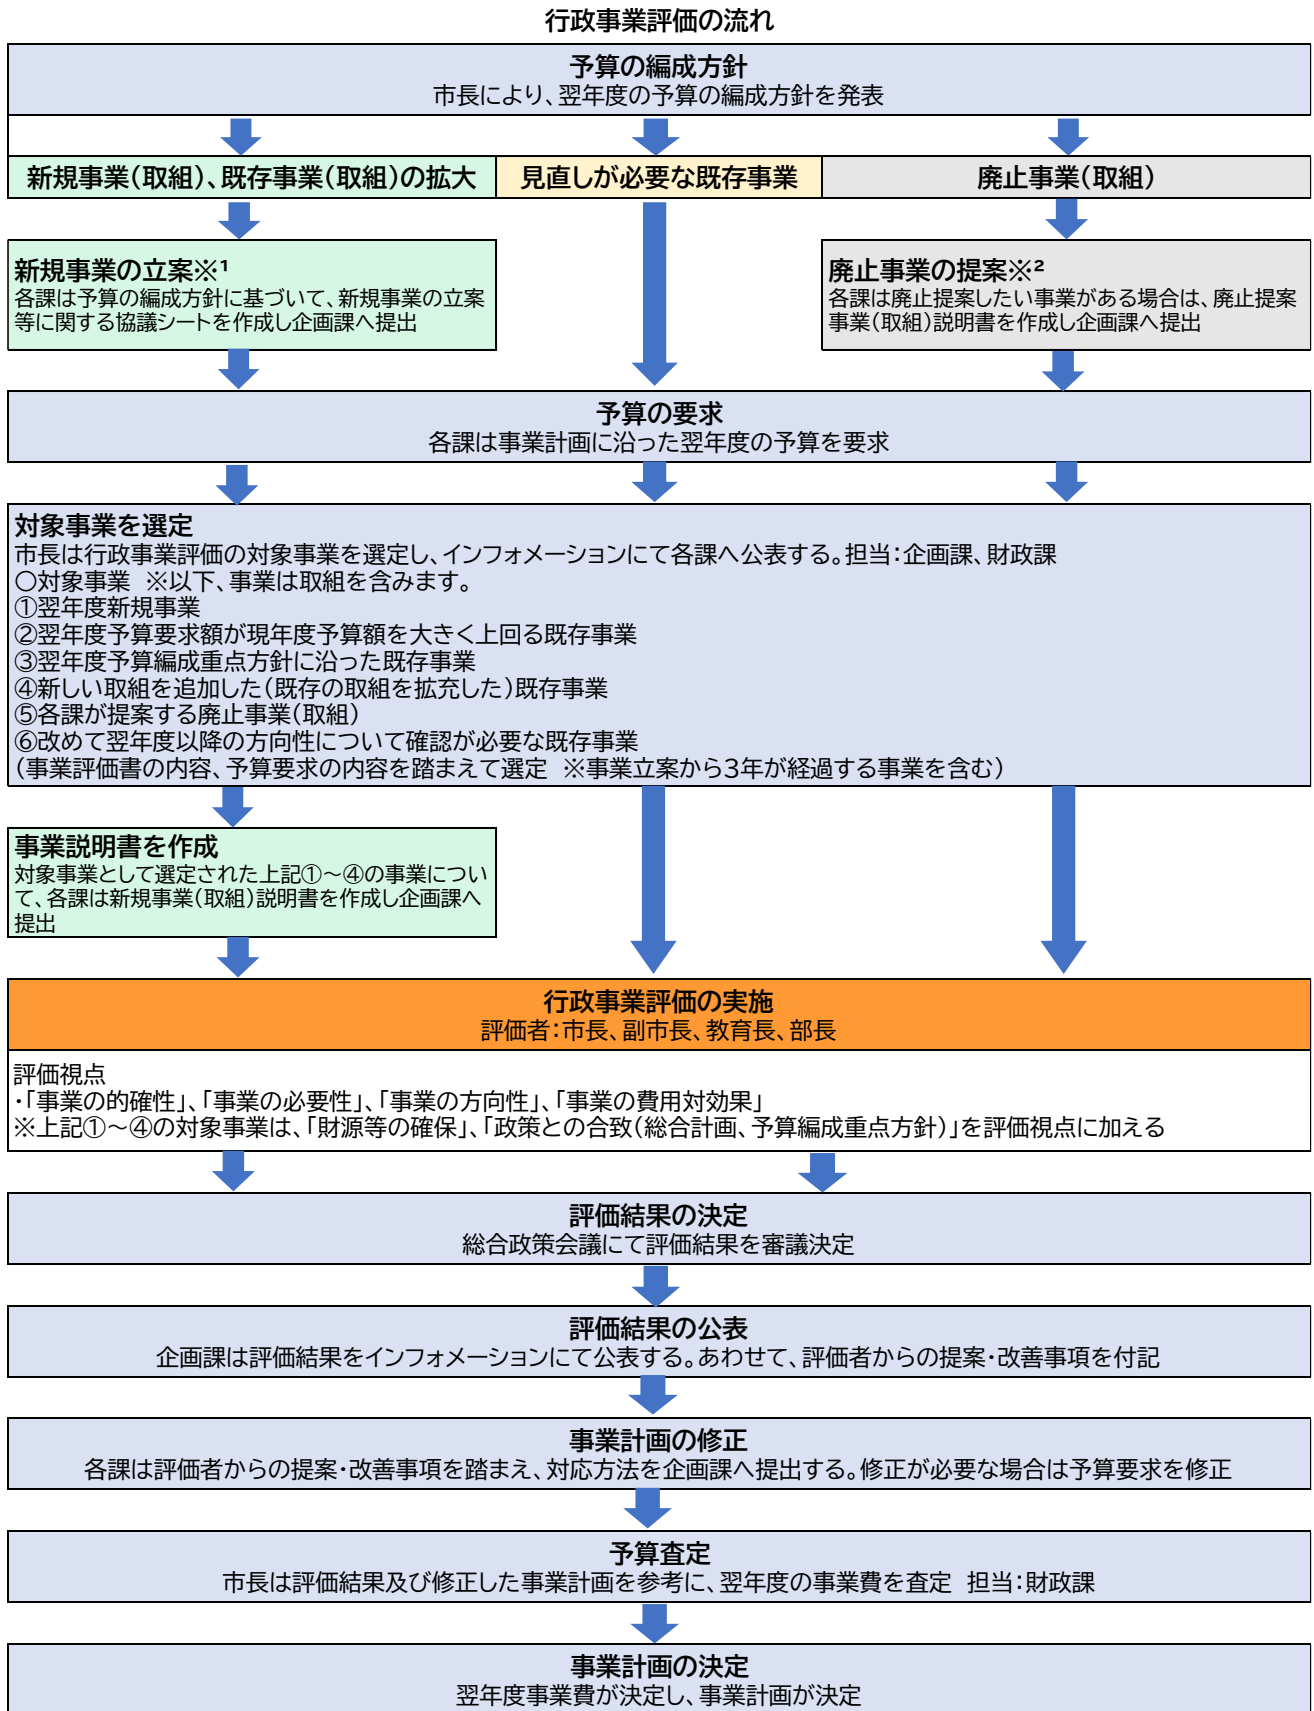 行政事業評価の流れ
予算の編成方針
市長により、翌年度の予算の編成方針を発表
新規事業(取組)、既存事業(取組)の拡大
見直しが必要な既存事業
廃止事業(取組)
新規事業の立案※¹
各課は予算の編成方針に基づいて、新規事業の立案
等に関する協議シートを作成し企画課へ提出
廃止事業の提案※²
各課は廃止提案したい事業がある場合は、廃止提案
事業(取組)説明書を作成し企画課へ提出
予算の要求
各課は事業計画に沿った翌年度の予算を要求
対象事業を選定
市長は行政事業評価の対象事業を選定し、インフォメーションにて各課へ公表する。担当:企画課、財政課
〇対象事業 ※以下、事業は取組を含みます。
①翌年度新規事業
②翌年度予算要求額が現年度予算額を大きく上回る既存事業
③翌年度予算編成重点方針に沿った既存事業
④新しい取組を追加した(既存の取組を拡充した)既存事業
⑤各課が提案する廃止事業(取組)
⑥改めて翌年度以降の方向性について確認が必要な既存事業
(事業評価書の内容、予算要求の内容を踏まえて選定 ※事業立案から3年が経過する事業を含む)
事業説明書を作成
対象事業として選定された上記①～④の事業につい
て、各課は新規事業(取組)説明書を作成し企画課へ
提出
行政事業評価の実施
評価者:市長、副市長、教育長、部長
評価視点
・「事業の的確性」、「事業の必要性」、「事業の方向性」、「事業の費用対効果」
※上記①～④の対象事業は、「財源等の確保」、「政策との合致(総合計画、予算編成重点方針)」を評価視点に加える
評価結果の決定
総合政策会議にて評価結果を審議決定
評価結果の公表
企画課は評価結果をインフォメーションにて公表する。あわせて、評価者からの提案・改善事項を付記
事業計画の修正
各課は評価者からの提案・改善事項を踏まえ、対応方法を企画課へ提出する。修正が必要な場合は予算要求を修正
予算査定
市長は評価結果及び修正した事業計画を参考に、翌年度の事業費を査定 担当:財政課
事業計画の決定
翌年度事業費が決定し、事業計画が決定